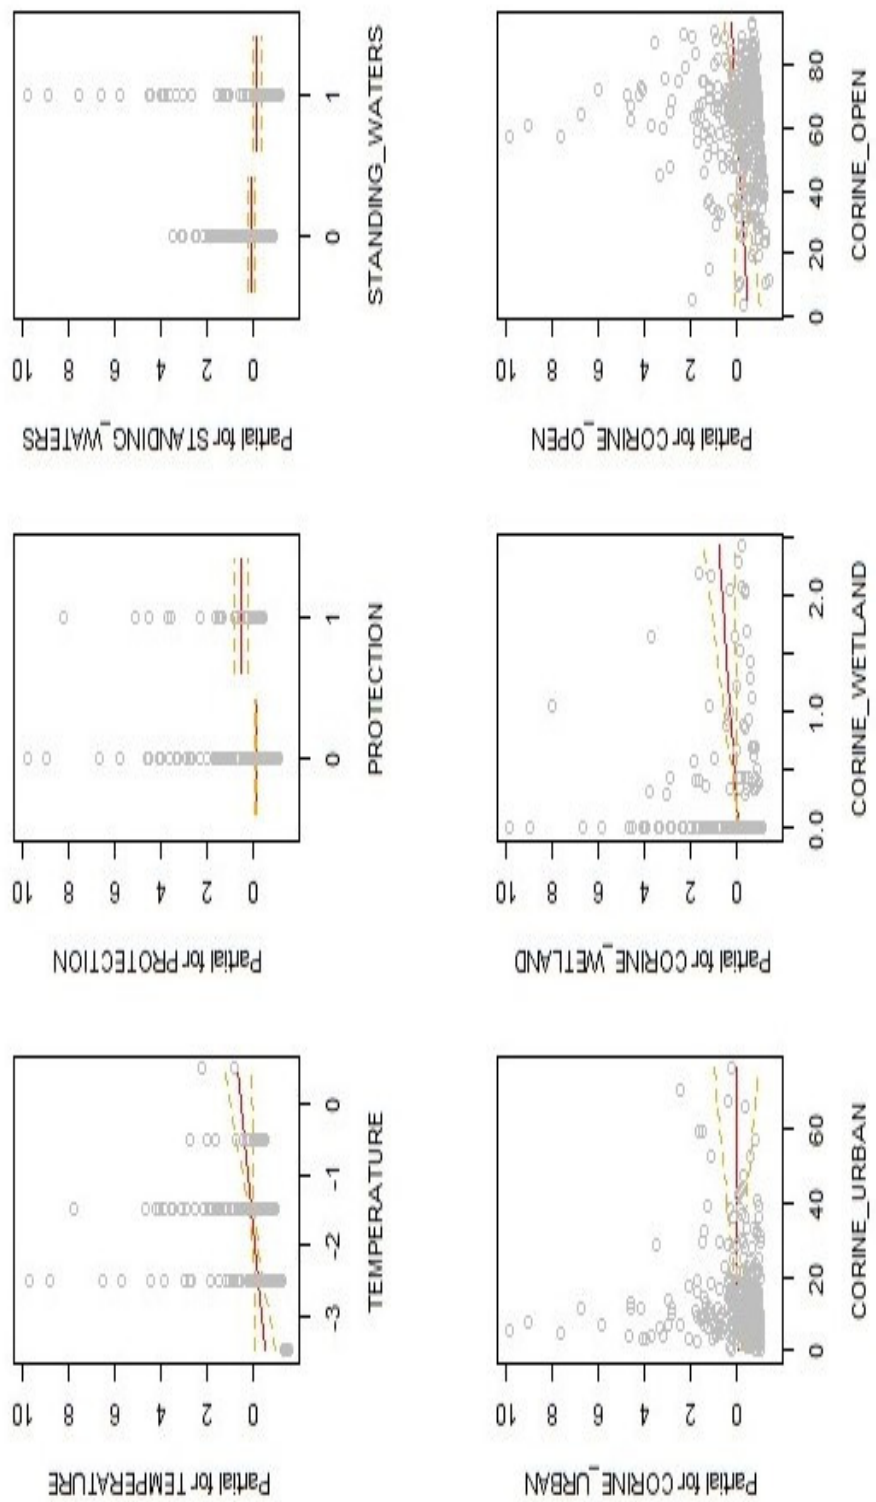 Partial for TEMPERATURE
10 8 6 4 2 0
-3 -2 -1 0
TEMPERATURE
Partial for PROTECTION
10 8 6 4 2 0
0 1
PROTECTION
Partial for STANDING_WATERS
10 8 6 4 2 0
0 1
STANDING_WATERS
Partial for CORINE_URBAN
10 8 6 4 2 0
0 20 40 60
CORINE_URBAN
Partial for CORINE_WETLAND
10 8 6 4 2 0
0.0 1.0 2.0
CORINE_WETLAND
Partial for CORINE_OPEN
10 8 6 4 2 0
0 20 40 60 80
CORINE_OPEN